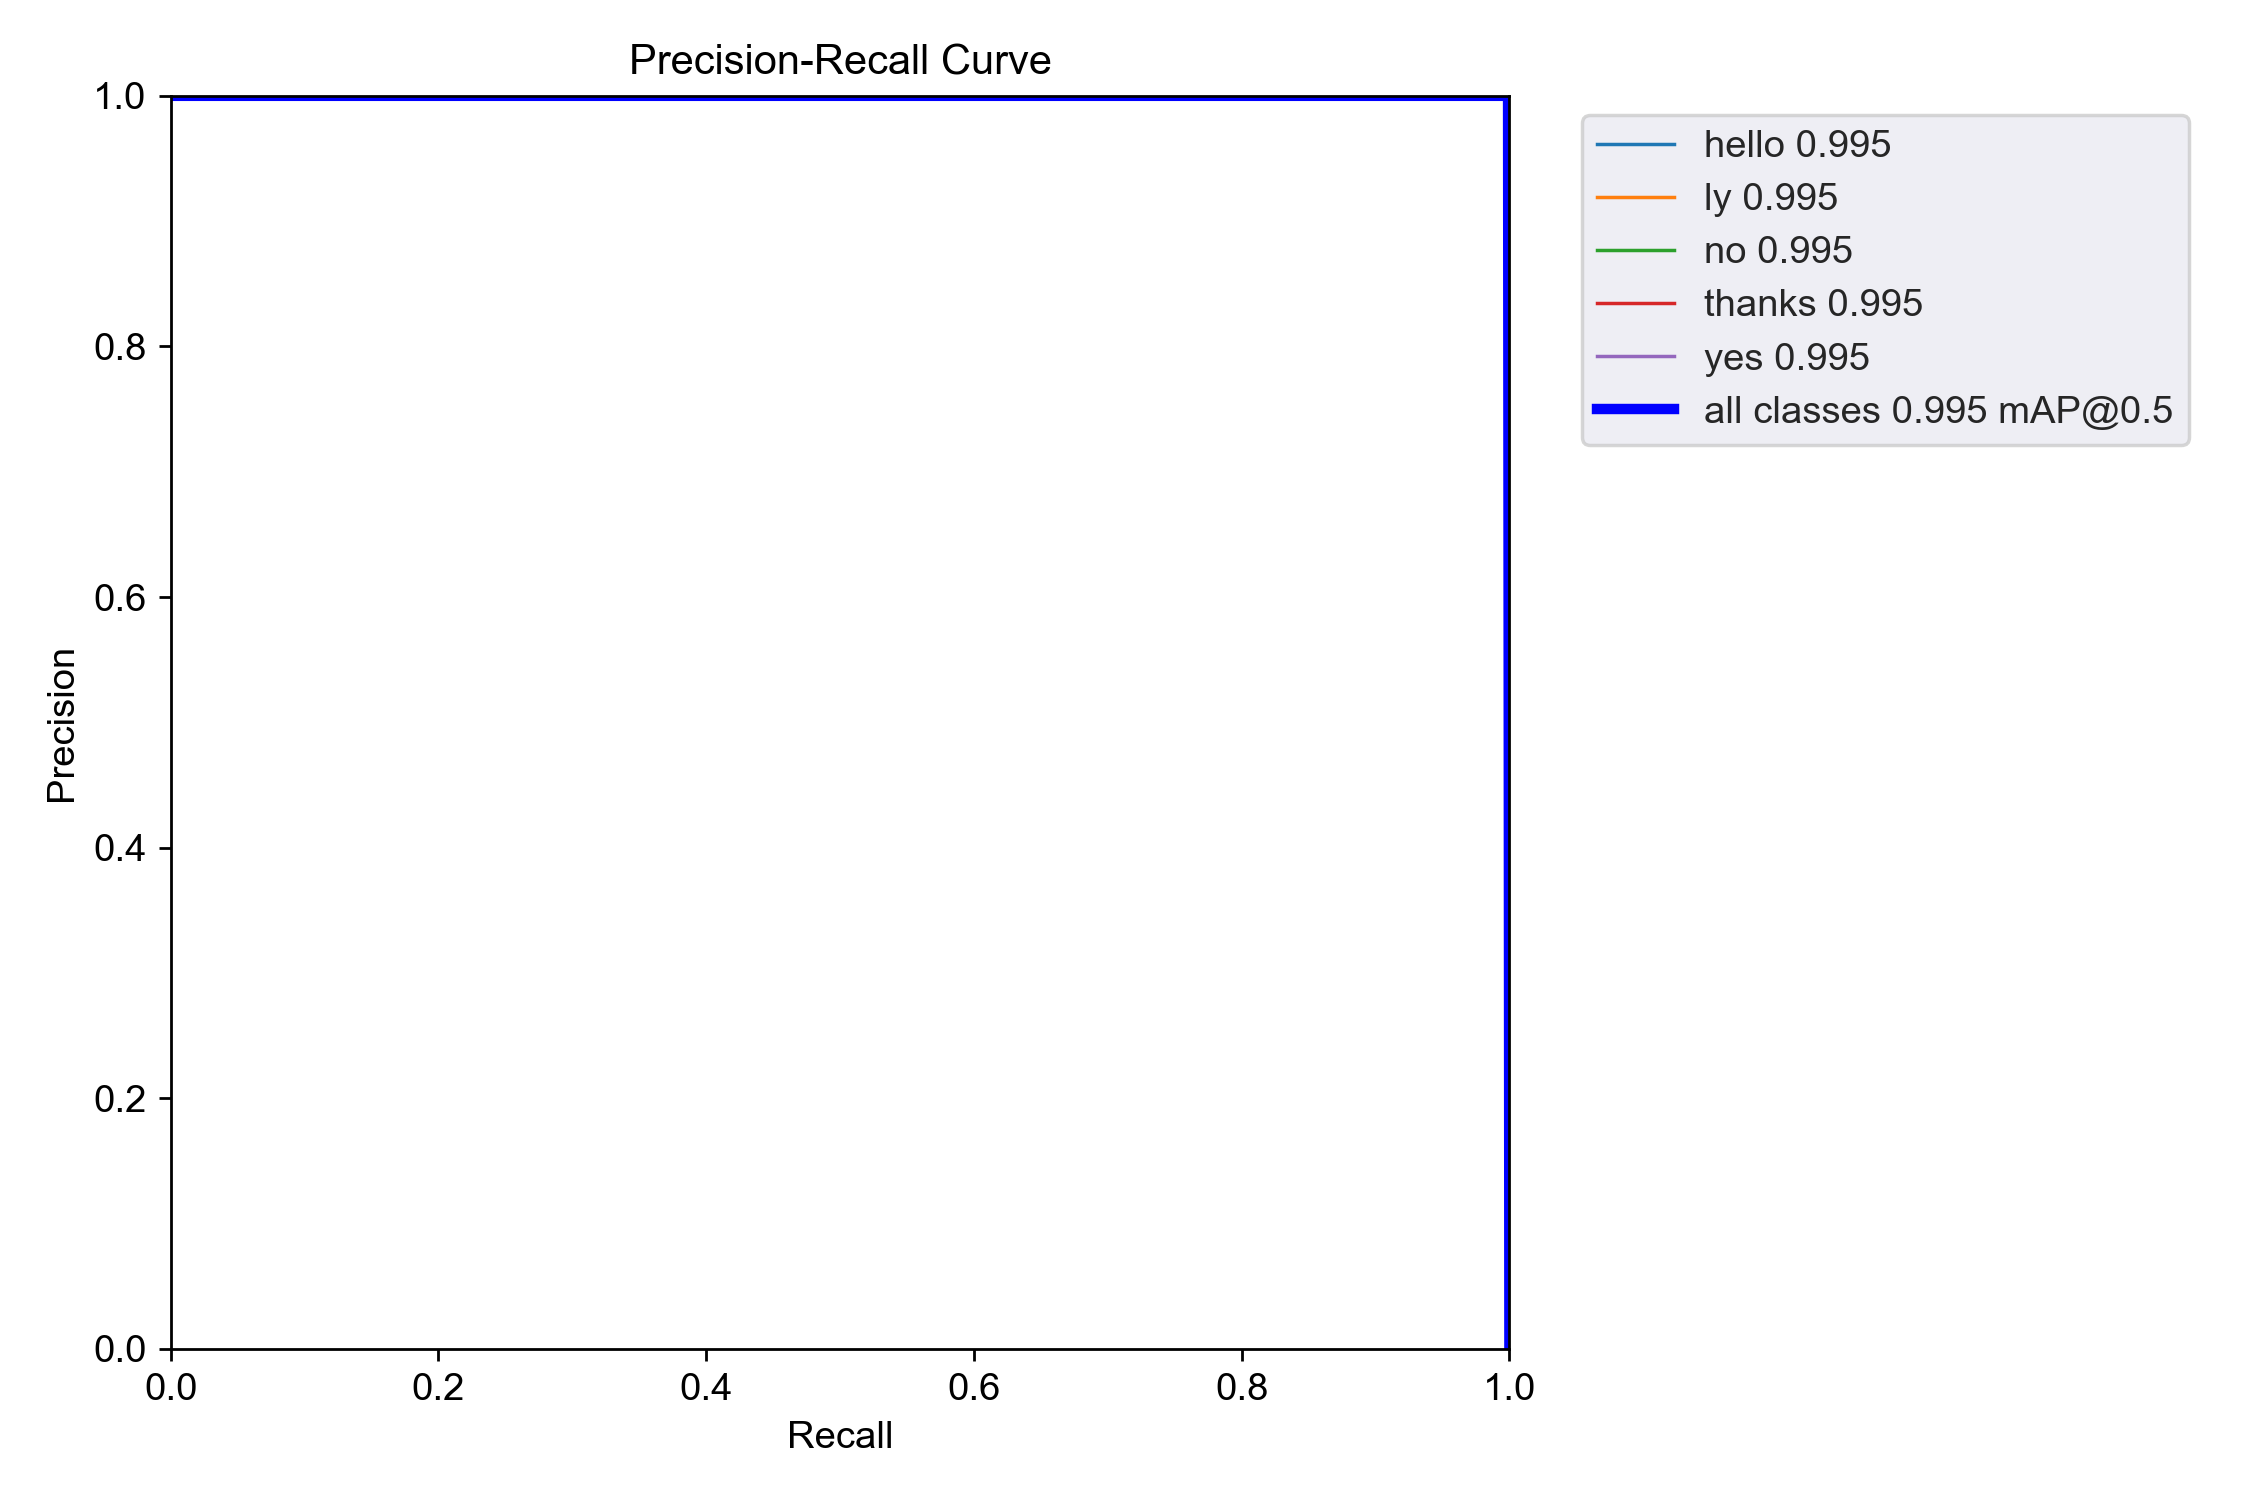 Precision-Recall Curve
1.0
0.8
0.6
0.4
0.2
0.0
Precision
0.0 0.2 0.4 0.6 0.8 1.0
Recall
hello 0.995
ly 0.995
no 0.995
thanks 0.995
yes 0.995
all classes 0.995 mAP@0.5